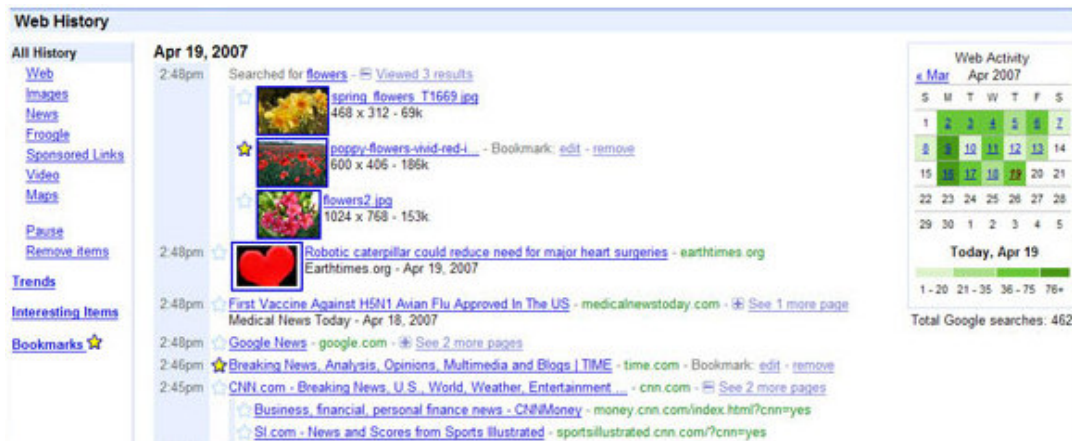 Web History
All History
Web
Images
News
Froogle
Sponsored Links
Video
Maps
Pause
Remove items
Trends
Interesting Items
Bookmarks
Apr 19, 2007
2:48pm Searched for flowers - Viewed 3 results
spring_flowers_T1669.jpg
468 x 312 - 69k
poppy-flowers-vivid-red-i... - Bookmark: edit - remove
600 x 406 - 186k
flowers2.jpg
1024 x 768 - 153k
2:48pm Robotic caterpillar could reduce need for major heart surgeries - earthtimes.org
Earthtimes.org - Apr 19, 2007
2:48pm First Vaccine Against H5N1 Avian Flu Approved In The US - medicalnewstoday.com - See 1 more page
Medical News Today - Apr 18, 2007
2:48pm Google News - google.com - See 2 more pages
2:46pm Breaking News, Analysis, Opinions, Multimedia and Blogs | TIME - time.com - Bookmark: edit - remove
2:45pm CNN.com - Breaking News, U.S., World, Weather, Entertainment ... - cnn.com - See 2 more pages
Business, financial, personal finance news - CNNMoney - money.cnn.com/index.html?cnn=yes
SI.com - News and Scores from Sports Illustrated - sportsillustrated.cnn.com/?cnn=yes
Web Activity
« Mar Apr 2007
S M T W T F S
1 2 3 4 5 6 7
8 9 10 11 12 13 14
15 16 17 18 19 20 21
22 23 24 25 26 27 28
29 30 1 2 3 4 5
Today, Apr 19
1 - 20 21 - 35 36 - 75 76+
Total Google searches: 462